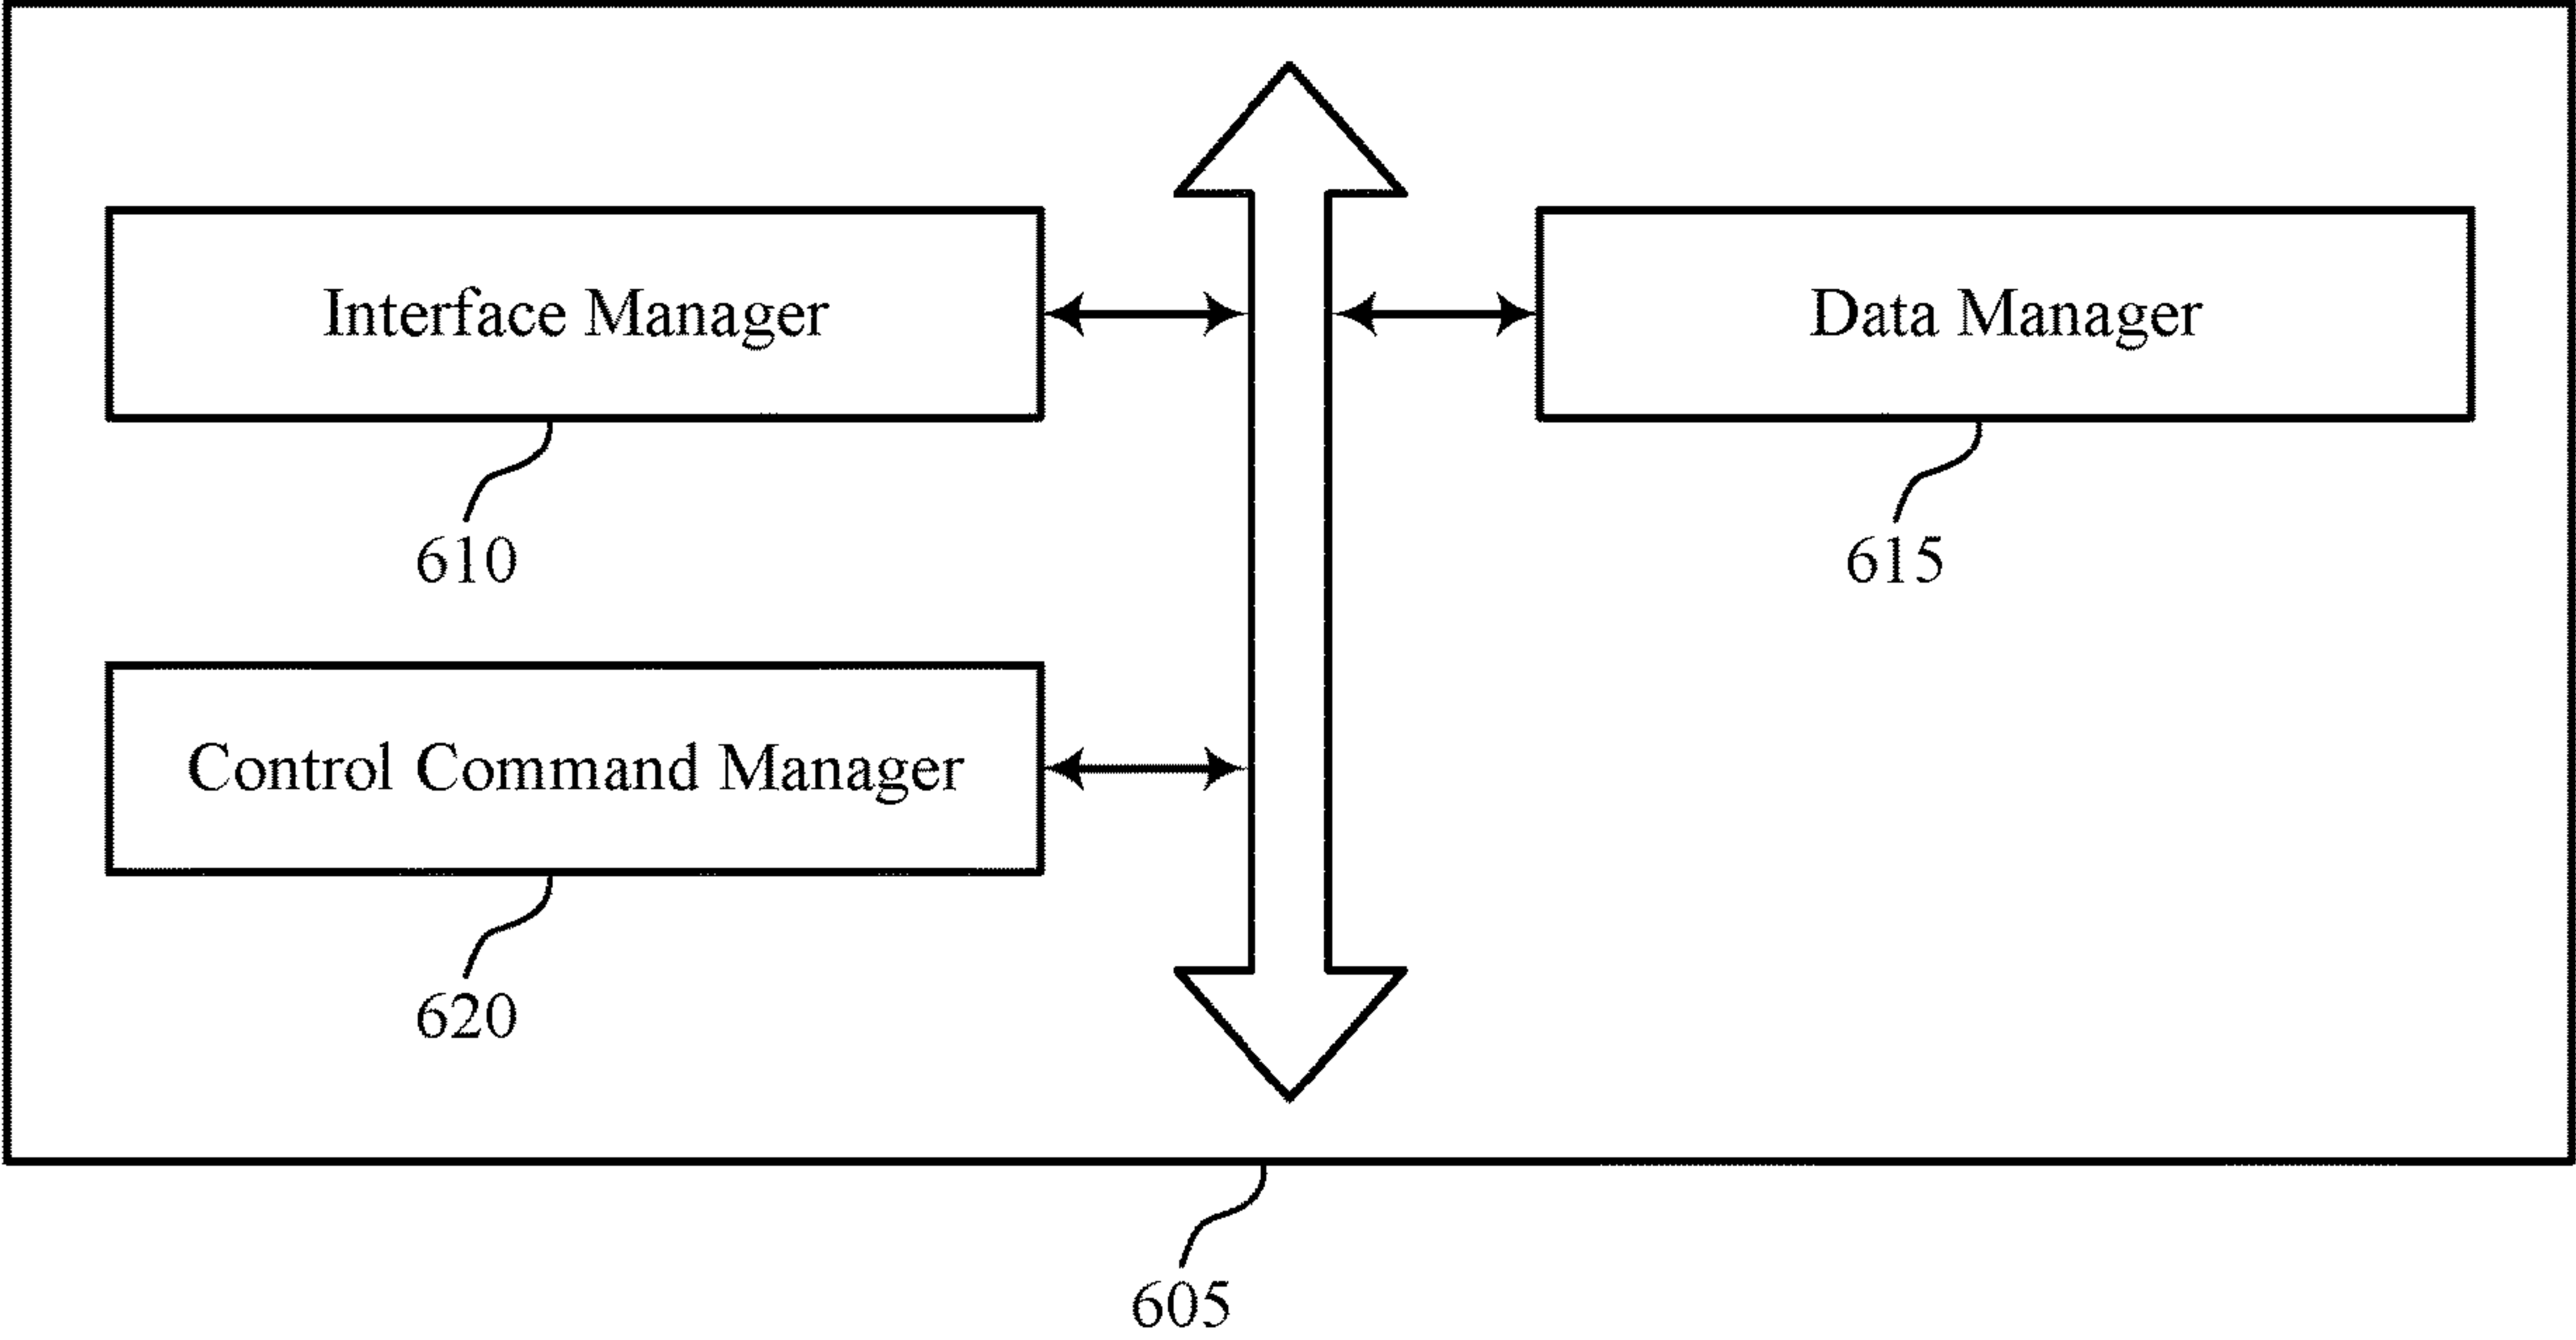 Interface Manager
Data Manager
610
615
Control Command Manager
620
605